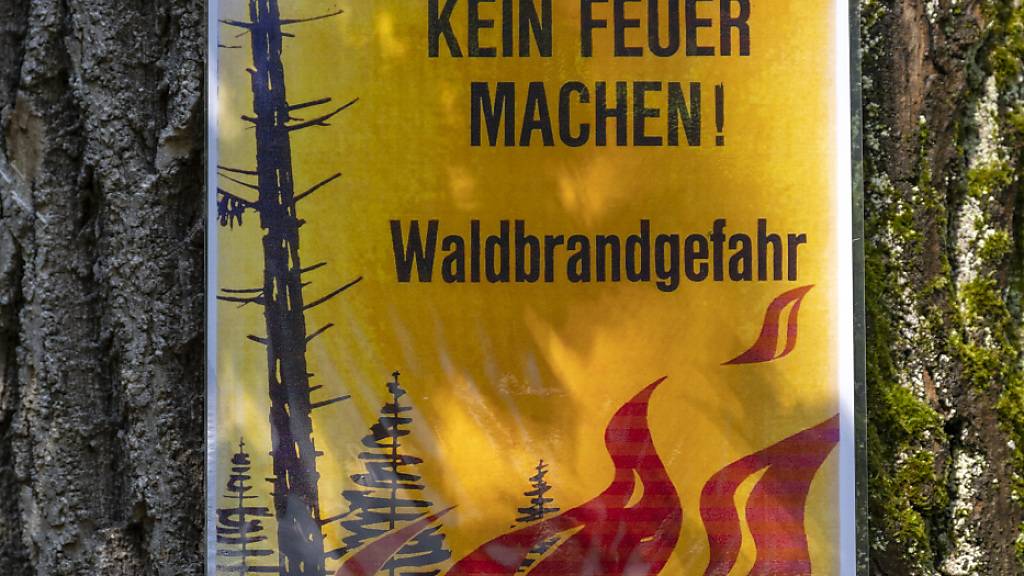 KEIN FEUER
MACHEN!
Waldbrandgefahr